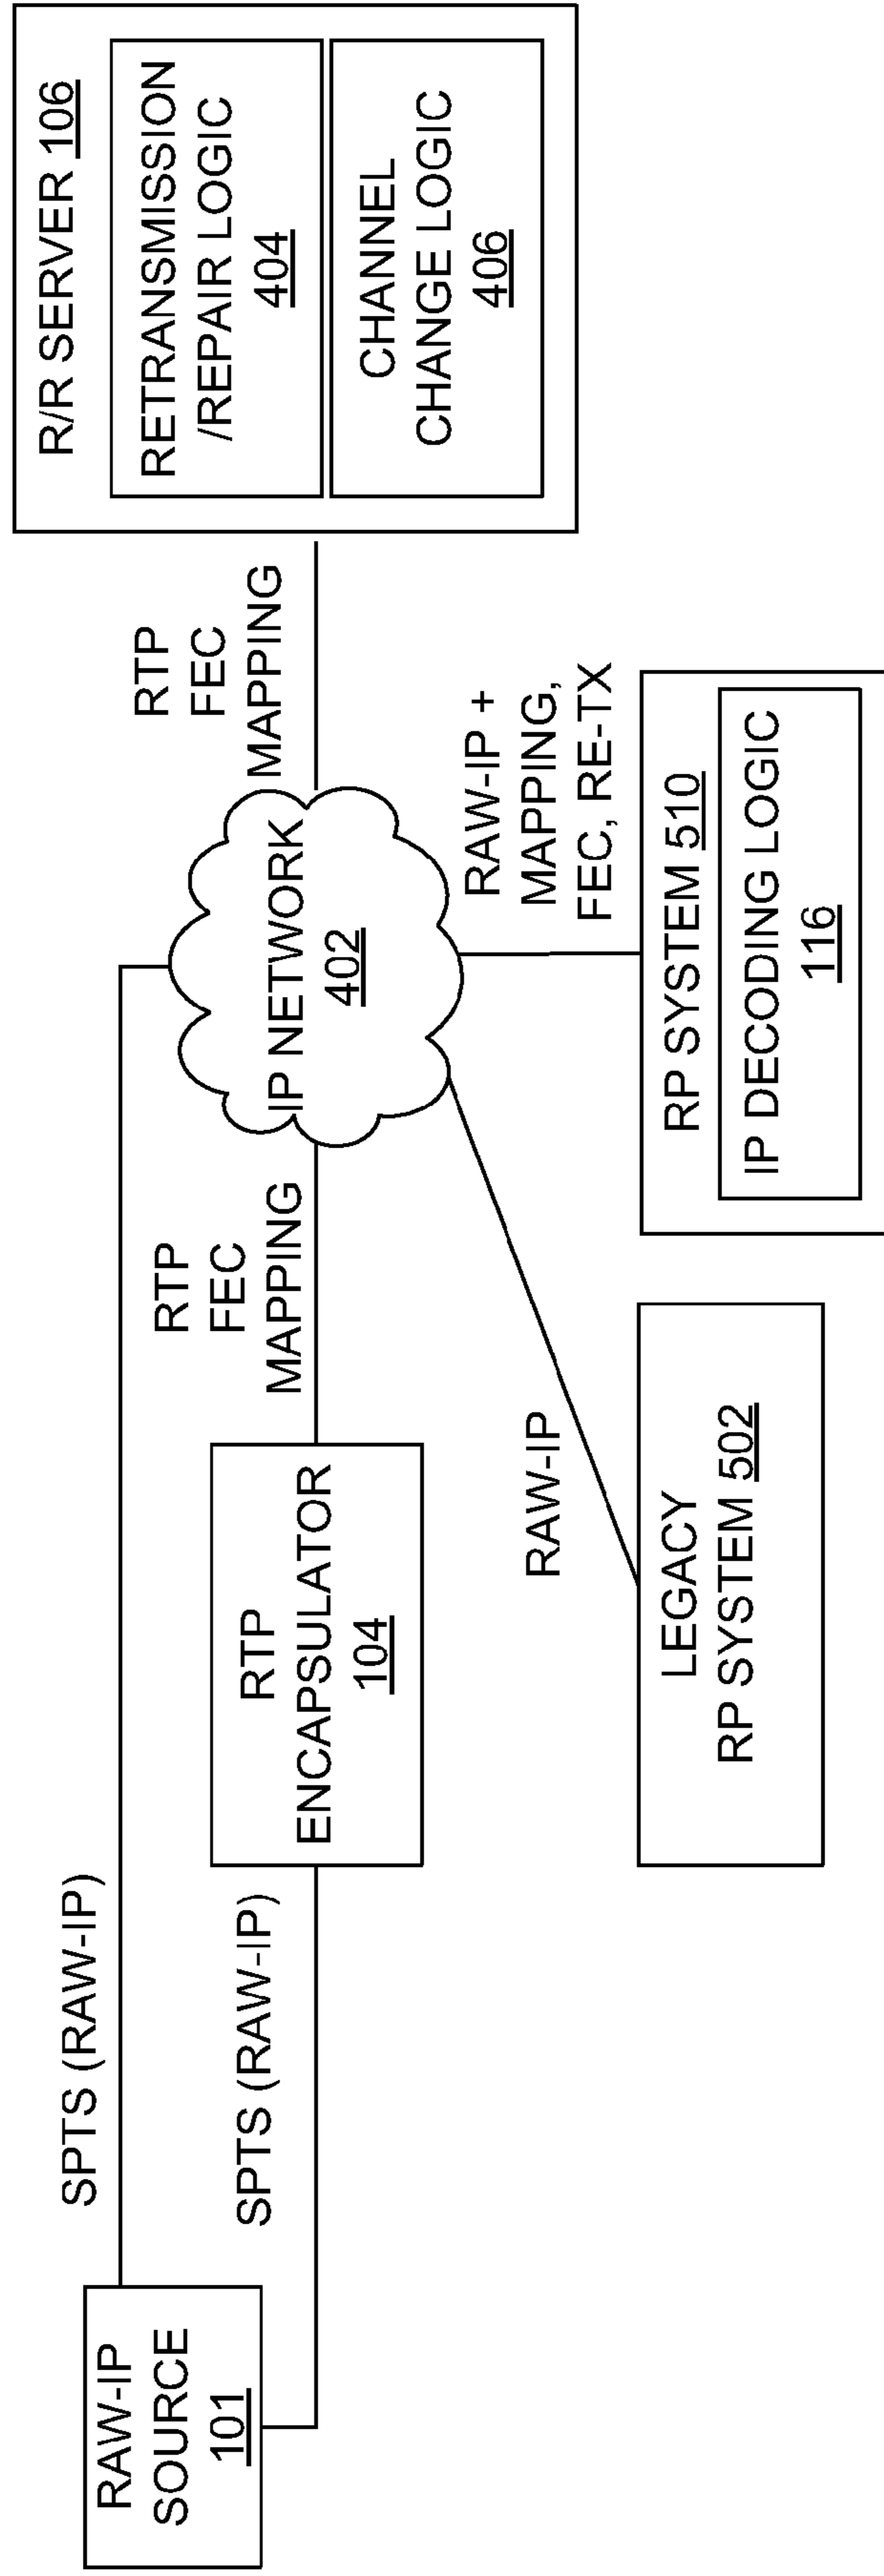 RAW-IP
SOURCE
101
SPTS (RAW-IP)
SPTS (RAW-IP)
RTP
ENCAPSULATOR
104
RTP
FEC
MAPPING
IP NETWORK
402
RTP
FEC
MAPPING
R/R SERVER 106
RETRANSMISSION
/REPAIR LOGIC
404
CHANNEL
CHANGE LOGIC
406
RAW-IP
LEGACY
RP SYSTEM 502
RAW-IP +
MAPPING,
FEC, RE-TX
RP SYSTEM 510
IP DECODING LOGIC
116